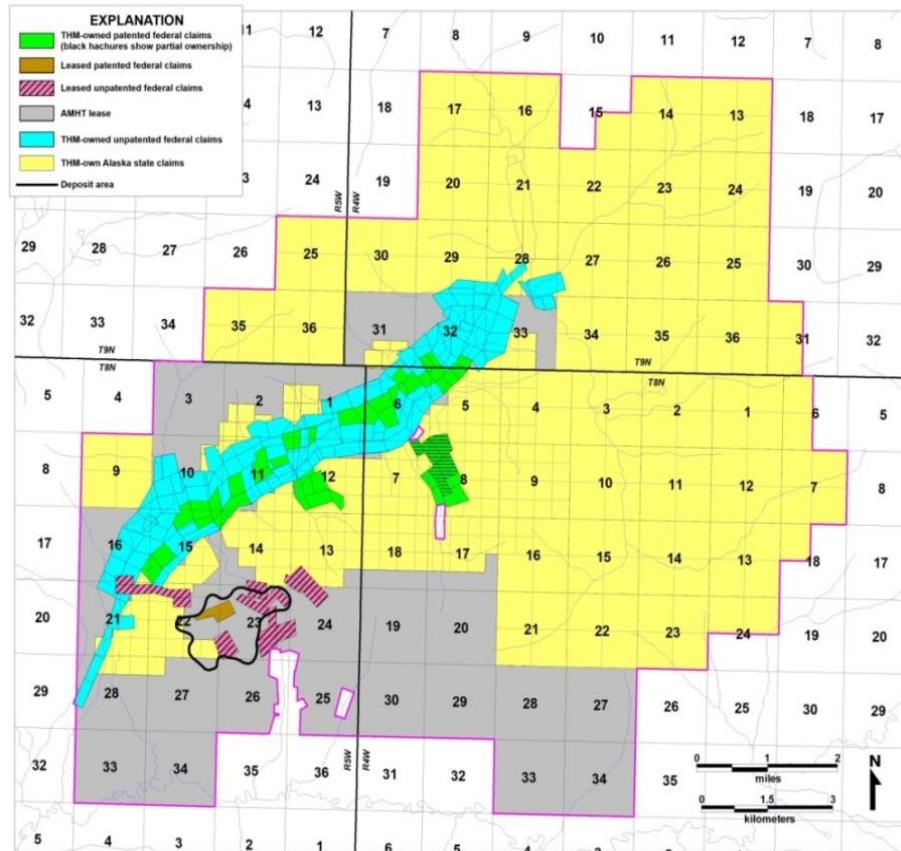 EXPLANATION
THM-owned patented federal claims
(black hachures show partial ownership)
Leased patented federal claims
Leased unpatented federal claims
AMHT lease
THM-owned unpatented federal claims
THM-own Alaska state claims
Deposit area
11 12 7 8 9 10 11 12 7 8
4 13 18 17 16 15 14 13 18 17
3 24 19 20 21 22 23 24 19 20
R5W R4W
29 28 27 26 25 30 29 28 27 26 25 30 29
32 33 34 35 36 31 32 33 34 35 36 31 32
T9N T9N
T8N T8N
5 4 3 2 1 6 5 4 3 2 1 6 5
8 9 10 11 12 7 8 9 10 11 12 7 8
17 16 15 14 13 18 17 16 15 14 13 18 17
20 21 22 23 24 19 20 21 22 23 24 19 20
29 28 27 26 25 30 29 28 27 26 25 30 29
32 33 34 35 36 31 32 33 34 35
R5W R4W
0 1 2
miles
N
0 1.5 3
kilometers
5 4 3 2 1 6 5 4